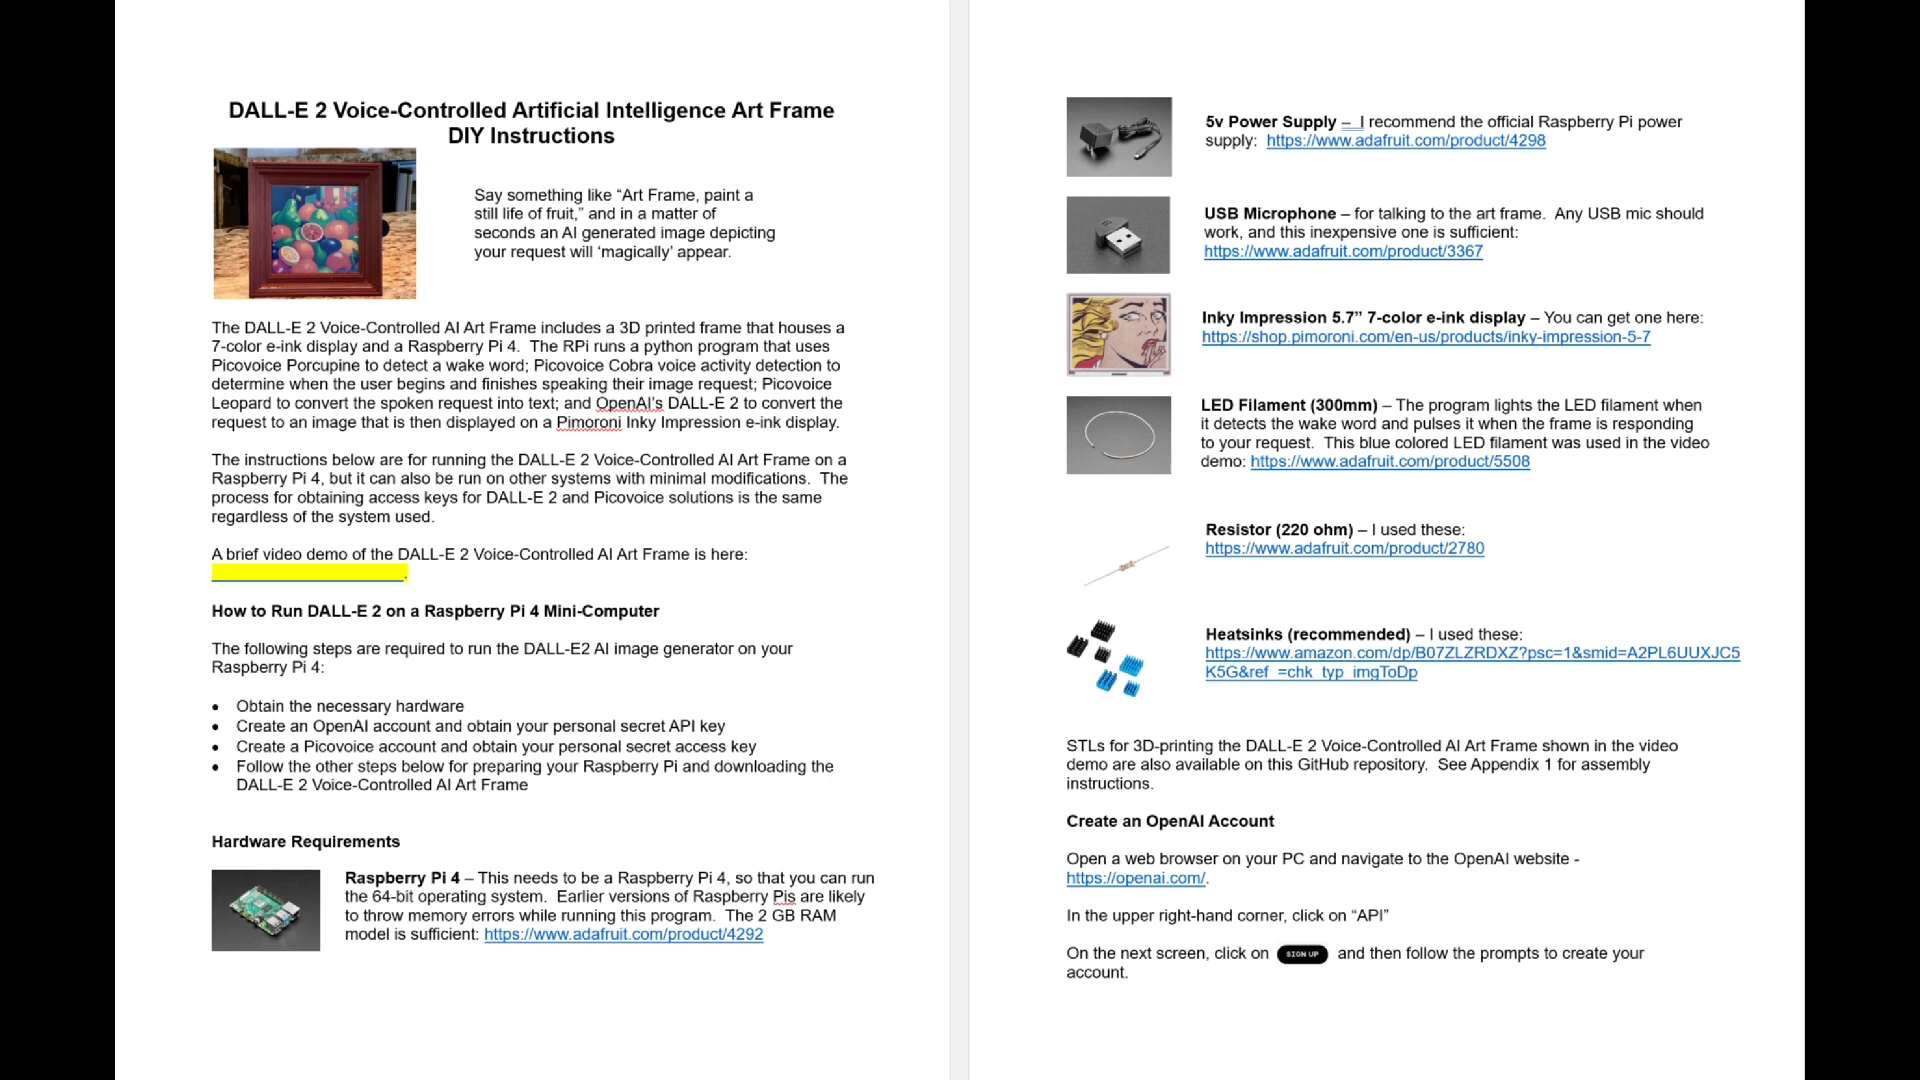 DALL-E 2 Voice-Controlled Artificial Intelligence Art Frame
DIY Instructions
Say something like “Art Frame, paint a
still life of fruit,” and in a matter of
seconds an AI generated image depicting
your request will ‘magically’ appear.
The DALL-E 2 Voice-Controlled AI Art Frame includes a 3D printed frame that houses a
7-color e-ink display and a Raspberry Pi 4.  The RPi runs a python program that uses
Picovoice Porcupine to detect a wake word; Picovoice Cobra voice activity detection to
determine when the user begins and finishes speaking their image request; Picovoice
Leopard to convert the spoken request into text; and OpenAI’s DALL-E 2 to convert the
request to an image that is then displayed on a Pimoroni Inky Impression e-ink display.
The instructions below are for running the DALL-E 2 Voice-Controlled AI Art Frame on a
Raspberry Pi 4, but it can also be run on other systems with minimal modifications.  The
process for obtaining access keys for DALL-E 2 and Picovoice solutions is the same
regardless of the system used.
A brief video demo of the DALL-E 2 Voice-Controlled AI Art Frame is here:
.
How to Run DALL-E 2 on a Raspberry Pi 4 Mini-Computer
The following steps are required to run the DALL-E2 AI image generator on your
Raspberry Pi 4:
• Obtain the necessary hardware
• Create an OpenAI account and obtain your personal secret API key
• Create a Picovoice account and obtain your personal secret access key
• Follow the other steps below for preparing your Raspberry Pi and downloading the
DALL-E 2 Voice-Controlled AI Art Frame
Hardware Requirements
Raspberry Pi 4 – This needs to be a Raspberry Pi 4, so that you can run
the 64-bit operating system.  Earlier versions of Raspberry Pis are likely
to throw memory errors while running this program.  The 2 GB RAM
model is sufficient: https://www.adafruit.com/product/4292
5v Power Supply –  I recommend the official Raspberry Pi power
supply:  https://www.adafruit.com/product/4298
USB Microphone – for talking to the art frame.  Any USB mic should
work, and this inexpensive one is sufficient:
https://www.adafruit.com/product/3367
Inky Impression 5.7” 7-color e-ink display – You can get one here:
https://shop.pimoroni.com/en-us/products/inky-impression-5-7
LED Filament (300mm) – The program lights the LED filament when
it detects the wake word and pulses it when the frame is responding
to your request.  This blue colored LED filament was used in the video
demo: https://www.adafruit.com/product/5508
Resistor (220 ohm) – I used these:
https://www.adafruit.com/product/2780
Heatsinks (recommended) – I used these:
https://www.amazon.com/dp/B07ZLZRDXZ?psc=1&smid=A2PL6UUXJC5
K5G&ref_=chk_typ_imgToDp
STLs for 3D-printing the DALL-E 2 Voice-Controlled AI Art Frame shown in the video
demo are also available on this GitHub repository.  See Appendix 1 for assembly
instructions.
Create an OpenAI Account
Open a web browser on your PC and navigate to the OpenAI website -
https://openai.com/.
In the upper right-hand corner, click on “API”
On the next screen, click on SIGN UP and then follow the prompts to create your
account.